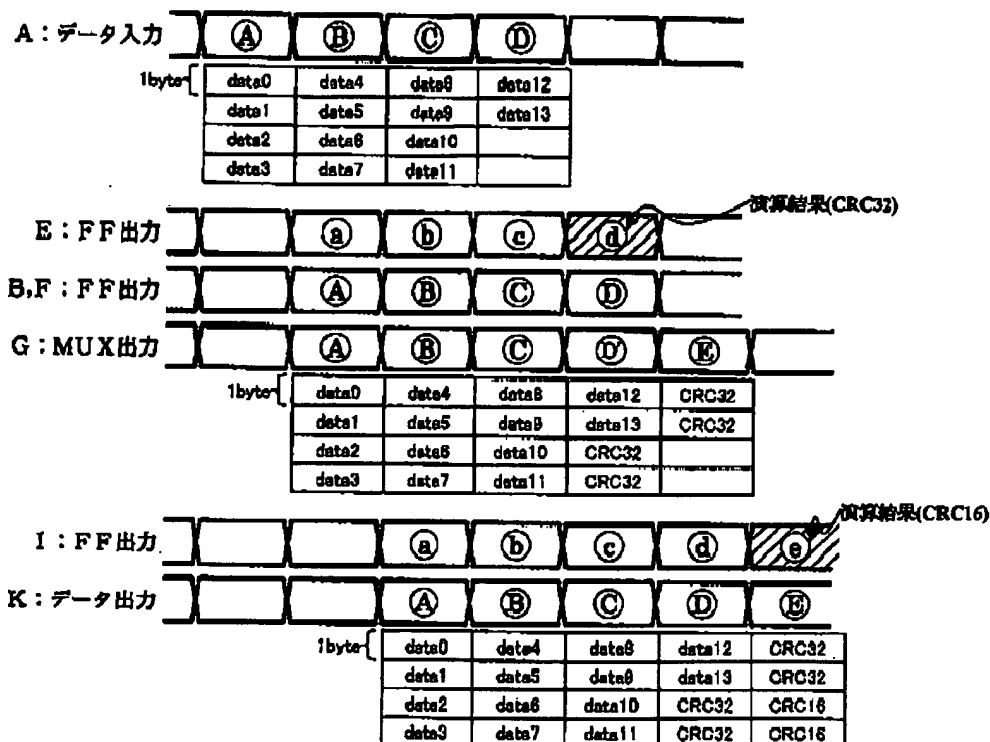 A：データ入力 Ⓐ Ⓑ Ⓒ Ⓓ
1byte data0 data4 data8 data12
data1 data5 data9 data13
data2 data6 data10
data3 data7 data11
演算結果(CRC32)
E：FF出力 ⓐ ⓑ ⓒ ⓓ
B,F：FF出力 Ⓐ Ⓑ Ⓒ Ⓓ
G：MUX出力 Ⓐ Ⓑ Ⓒ D' Ⓔ
1byte data0 data4 data8 data12 CRC32
data1 data5 data9 data13 CRC32
data2 data6 data10 CRC32
data3 data7 data11 CRC32
演算結果(CRC16)
I：FF出力 ⓐ ⓑ ⓒ ⓓ ⓔ
K：データ出力 Ⓐ Ⓑ Ⓒ Ⓓ Ⓔ
1byte data0 data4 data8 data12 CRC32
data1 data5 data9 data13 CRC32
data2 data6 data10 CRC32 CRC16
data3 data7 data11 CRC32 CRC16